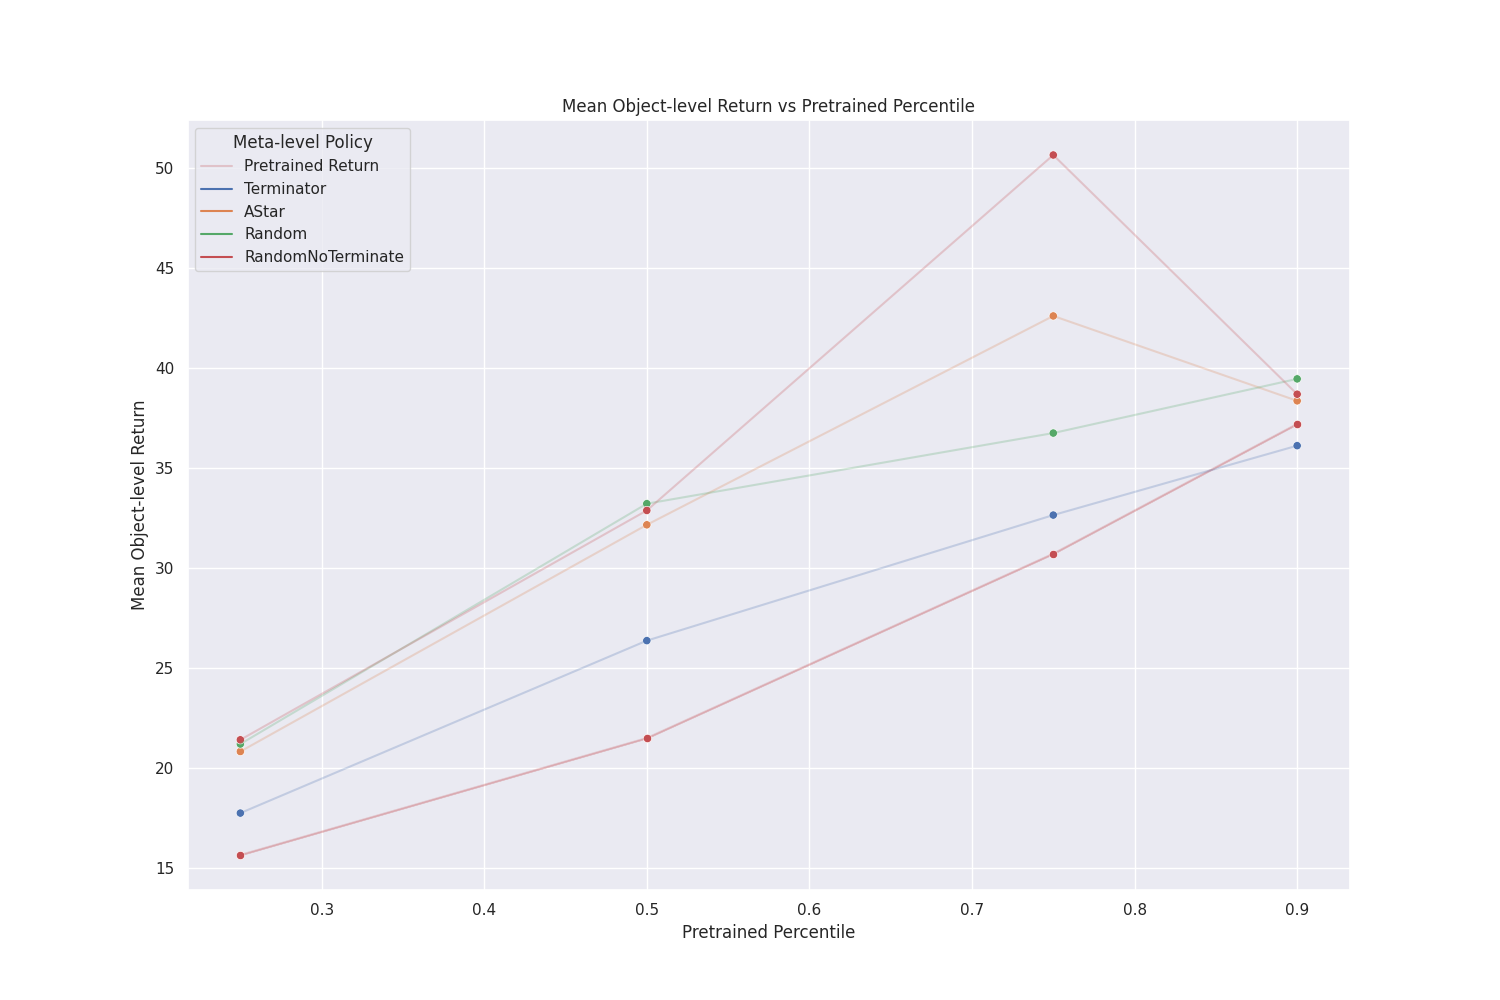 Mean Object-level Return vs Pretrained Percentile
Meta-level Policy
Pretrained Return
Terminator
AStar
Random
RandomNoTerminate
Mean Object-level Return
50
45
40
35
30
25
20
15
0.3
0.4
0.5
0.6
0.7
0.8
0.9
Pretrained Percentile